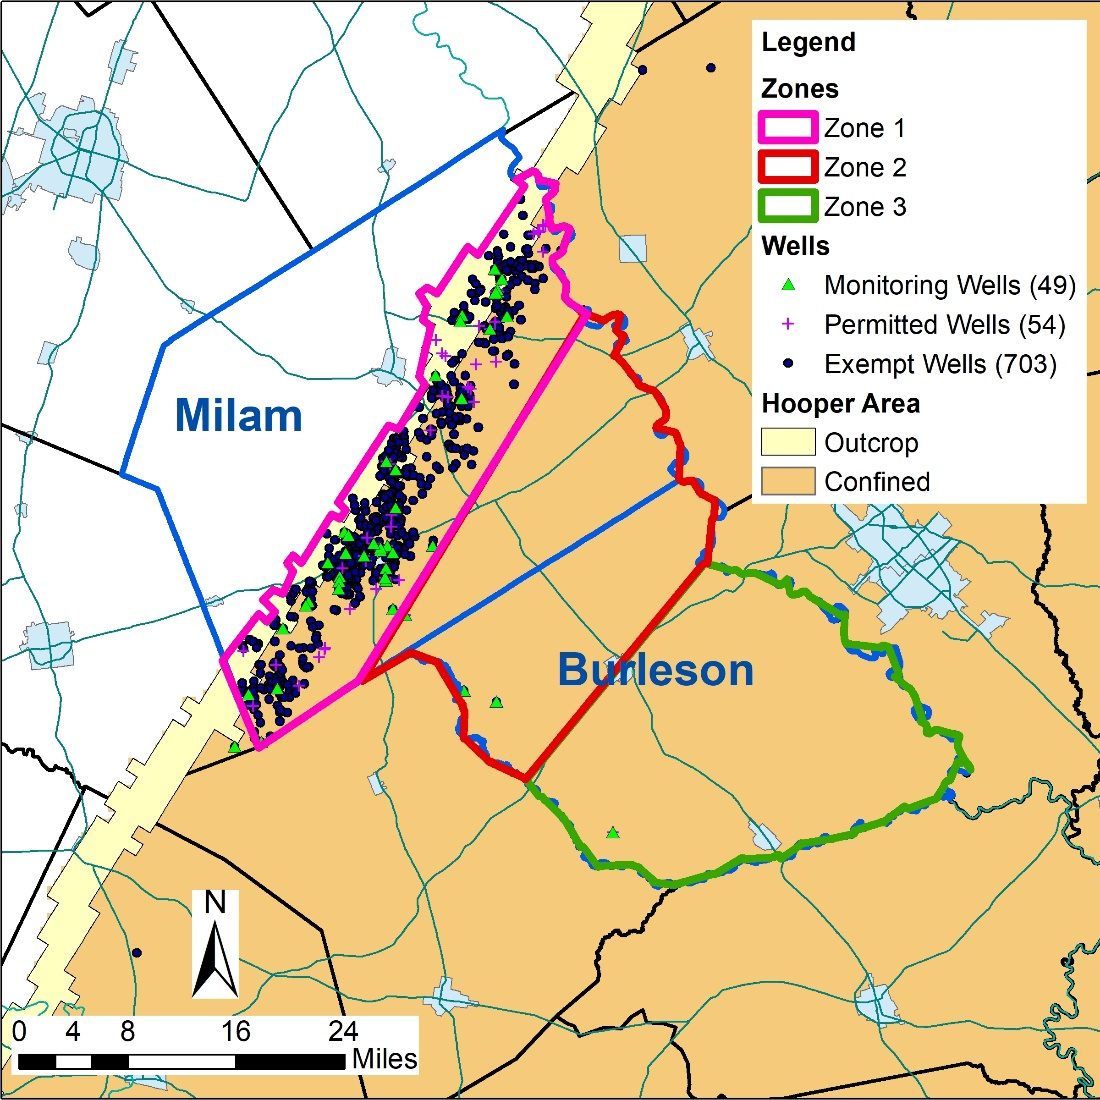 Legend
Zones
Zone 1
Zone 2
Zone 3
Wells
Monitoring Wells (49)
Permitted Wells (54)
Exempt Wells (703)
Hooper Area
Outcrop
Confined
Milam
Burleson
N
0 4 8 16 24
Miles